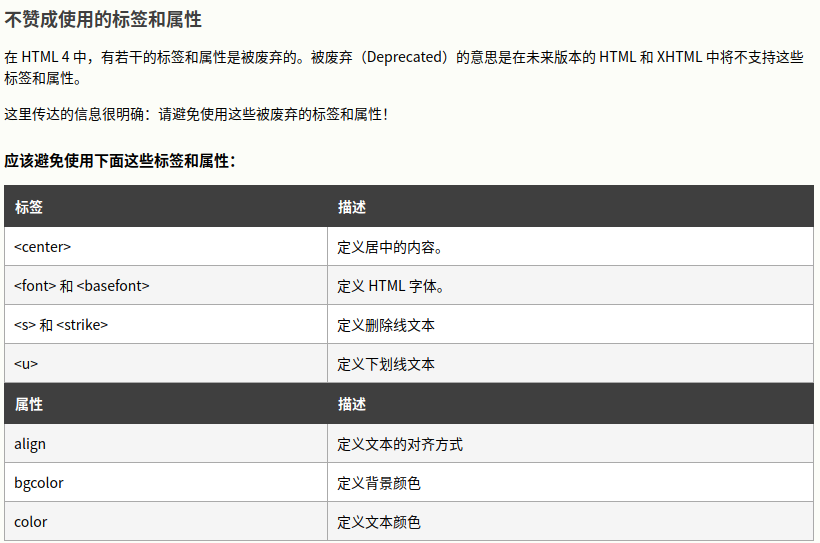 不赞成使用的标签和属性
在 HTML 4 中，有若干的标签和属性是被废弃的。被废弃（Deprecated）的意思是在未来版本的 HTML 和 XHTML 中将不支持这些
标签和属性。
这里传达的信息很明确：请避免使用这些被废弃的标签和属性！
应该避免使用下面这些标签和属性：
标签 描述
<center> 定义居中的内容。
<font> 和 <basefont> 定义 HTML 字体。
<s> 和 <strike> 定义删除线文本
<u> 定义下划线文本
属性 描述
align 定义文本的对齐方式
bgcolor 定义背景颜色
color 定义文本颜色